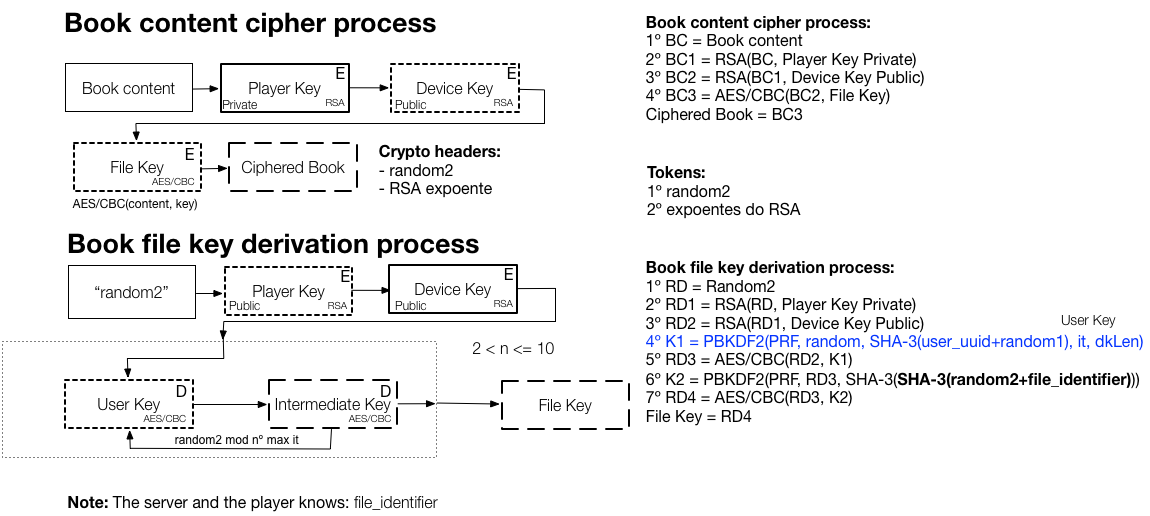 Book content cipher process
Book content
E
Player Key
Private
RSA
E
Device Key
Public
RSA
E
File Key
AES/CBC
Ciphered Book
AES/CBC(content, key)
Crypto headers:
- random2
- RSA expoente
Book file key derivation process
“random2”
E
Player Key
Public
RSA
E
Device Key
Public
RSA
2 < n <= 10
D
User Key
AES/CBC
D
Intermediate Key
AES/CBC
File Key
random2 mod nº max it
Note: The server and the player knows: file_identifier
Book content cipher process:
1º BC = Book content
2º BC1 = RSA(BC, Player Key Private)
3º BC2 = RSA(BC1, Device Key Public)
4º BC3 = AES/CBC(BC2, File Key)
Ciphered Book = BC3
Tokens:
1º random2
2º expoentes do RSA
Book file key derivation process:
1º RD = Random2
2º RD1 = RSA(RD, Player Key Private)
3º RD2 = RSA(RD1, Device Key Public)
User Key
4º K1 = PBKDF2(PRF, random, SHA-3(user_uuid+random1), it, dkLen)
5º RD3 = AES/CBC(RD2, K1)
6º K2 = PBKDF2(PRF, RD3, SHA-3(SHA-3(random2+file_identifier)))
7º RD4 = AES/CBC(RD3, K2)
File Key = RD4